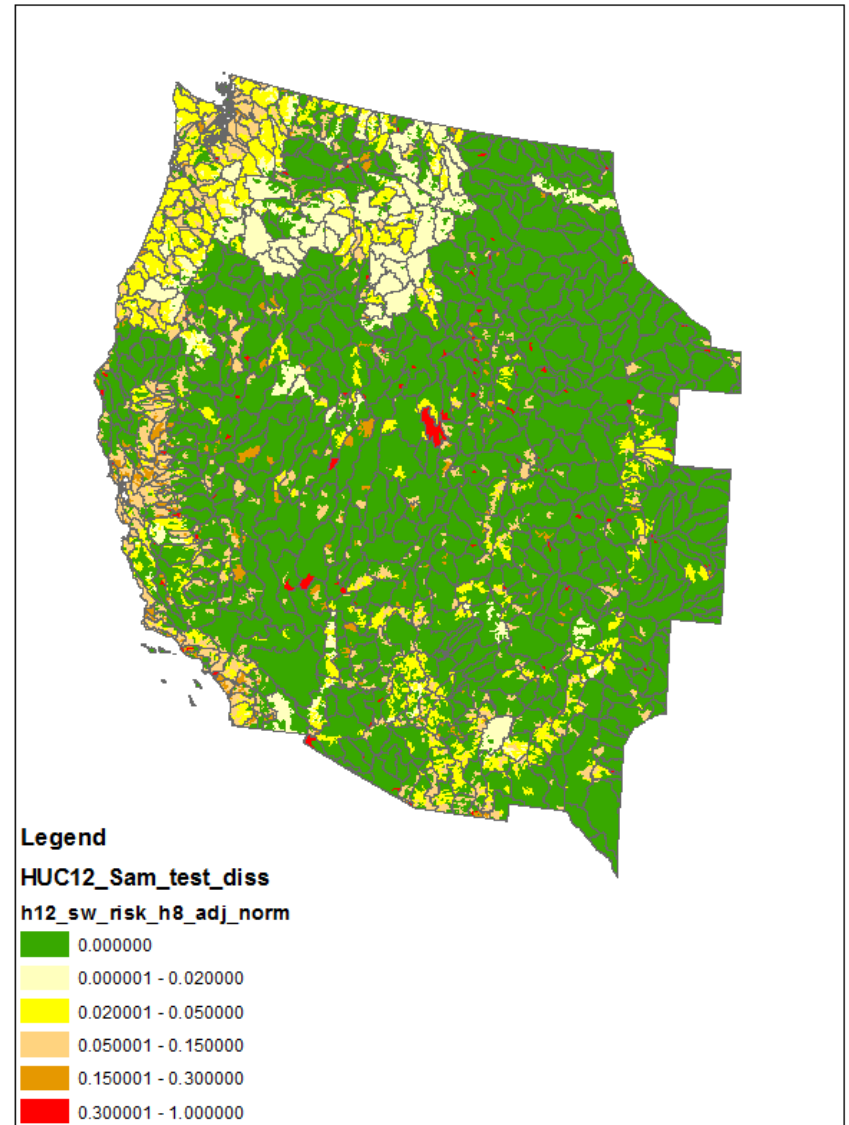 Legend
HUC12_Sam_test_diss
h12_sw_risk_h8_adj_norm
0.000000
0.000001 - 0.020000
0.020001 - 0.050000
0.050001 - 0.150000
0.150001 - 0.300000
0.300001 - 1.000000